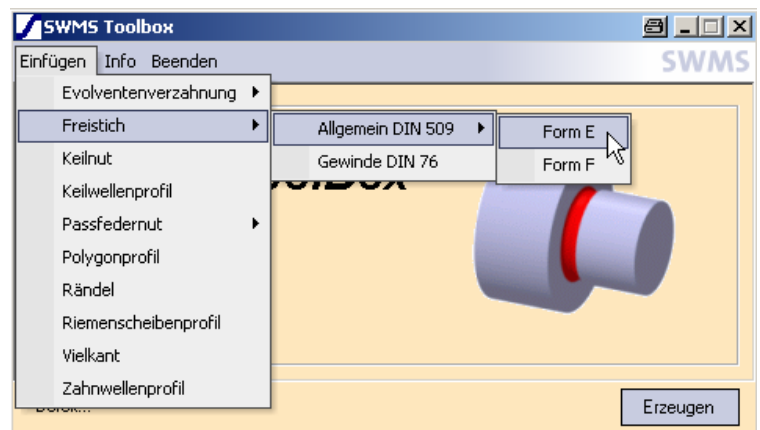 SWMS Toolbox
Einfügen Info Beenden
SWMS
Evolventenverzahnung
Freistich
Allgemein DIN 509
Form E
Keilnut
Gewinde DIN 76
Form F
Keilwellenprofil
Passfedernut
Polygonprofil
Rändel
Riemenscheibenprofil
Vielkant
Zahnwellenprofil
Erzeugen